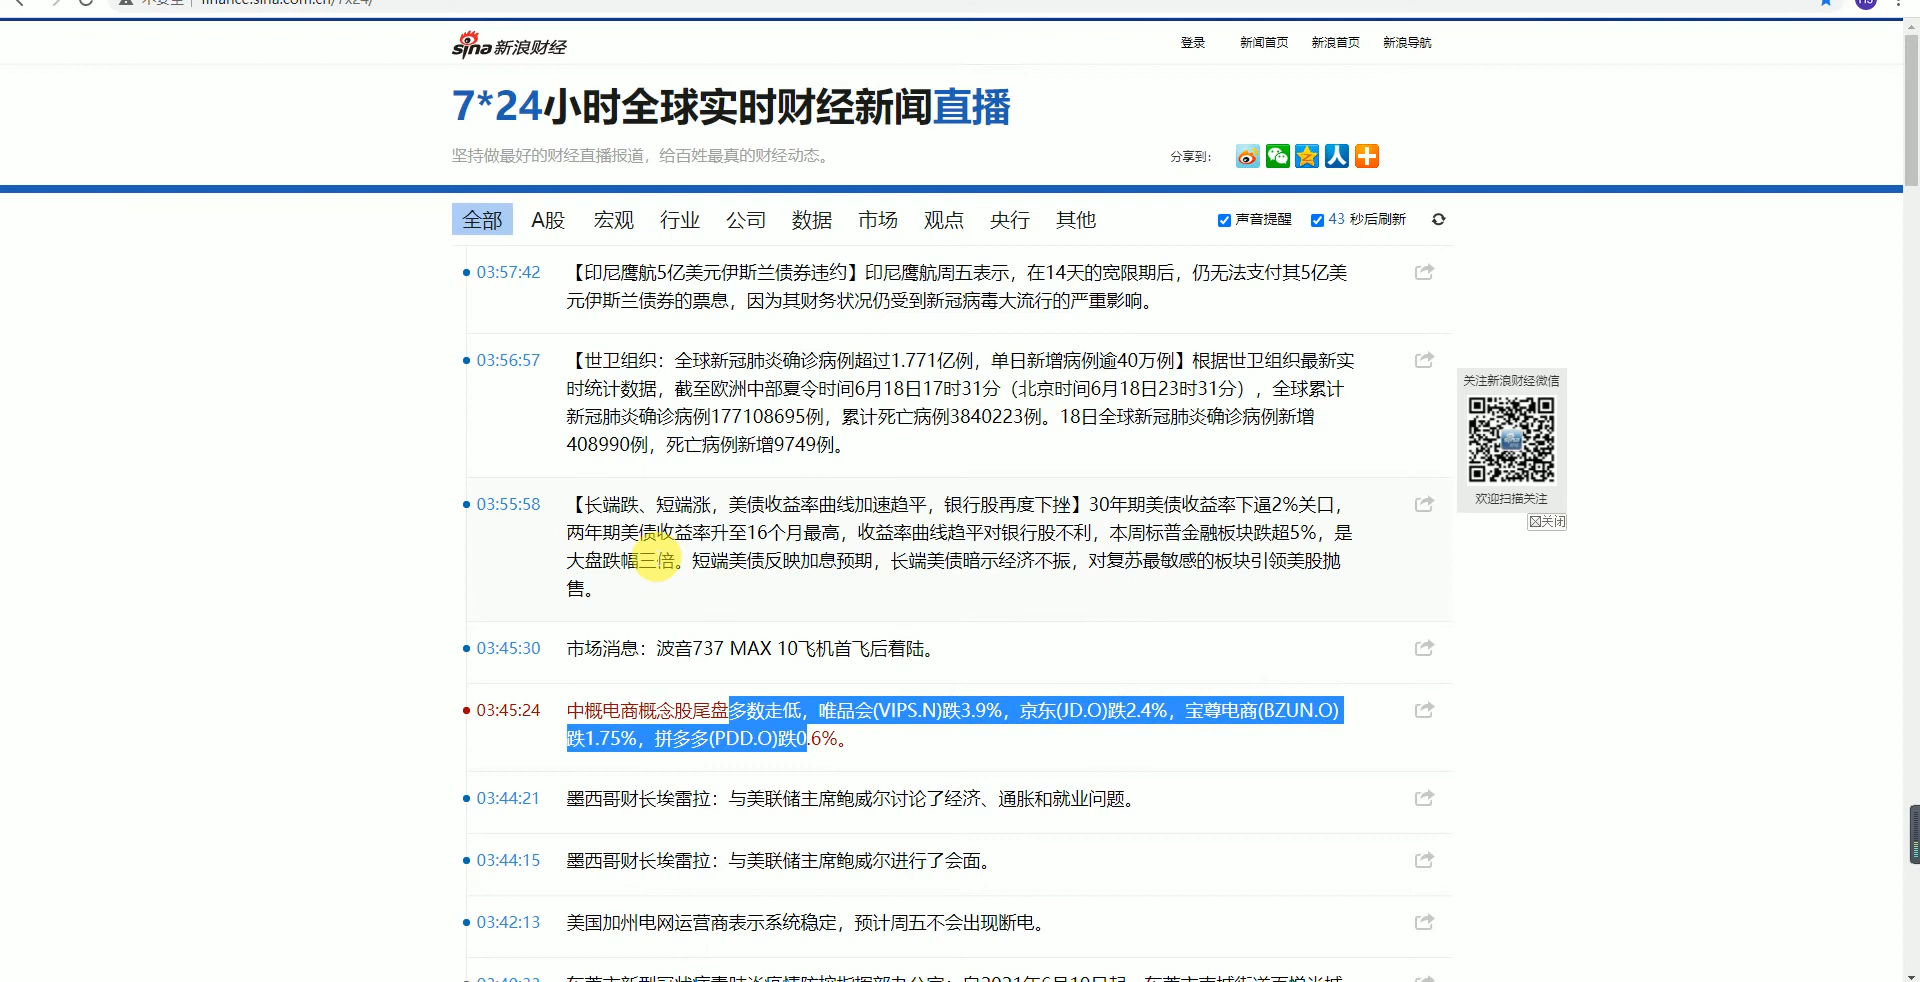 finance.sina.com.cn/7x24/
sina新浪财经
登录 新闻首页 新浪首页 新浪导航
7*24小时全球实时财经新闻直播
坚持做最好的财经直播报道，给百姓最真的财经动态。
分享到：
全部 A股 宏观 行业 公司 数据 市场 观点 央行 其他 声音提醒 43 秒后刷新
03:57:42 【印尼鹰航5亿美元伊斯兰债券违约】印尼鹰航周五表示，在14天的宽限期后，仍无法支付其5亿美
元伊斯兰债券的票息，因为其财务状况仍受到新冠病毒大流行的严重影响。
03:56:57 【世卫组织：全球新冠肺炎确诊病例超过1.771亿例，单日新增病例逾40万例】根据世卫组织最新实
时统计数据，截至欧洲中部夏令时间6月18日17时31分（北京时间6月18日23时31分），全球累计
新冠肺炎确诊病例177108695例，累计死亡病例3840223例。18日全球新冠肺炎确诊病例新增
408990例，死亡病例新增9749例。
关注新浪财经微信
欢迎扫描关注
关闭
03:55:58 【长端跌、短端涨，美债收益率曲线加速趋平，银行股再度下挫】30年期美债收益率下逼2%关口，
两年期美债收益率升至16个月最高，收益率曲线趋平对银行股不利，本周标普金融板块跌超5%，是
大盘跌幅三倍。短端美债反映加息预期，长端美债暗示经济不振，对复苏最敏感的板块引领美股抛
售。
03:45:30 市场消息：波音737 MAX 10飞机首飞后着陆。
03:45:24 中概电商概念股尾盘多数走低，唯品会(VIPS.N)跌3.9%，京东(JD.O)跌2.4%，宝尊电商(BZUN.O)
跌1.75%，拼多多(PDD.O)跌0.6%。
03:44:21 墨西哥财长埃雷拉：与美联储主席鲍威尔讨论了经济、通胀和就业问题。
03:44:15 墨西哥财长埃雷拉：与美联储主席鲍威尔进行了会面。
03:42:13 美国加州电网运营商表示系统稳定，预计周五不会出现断电。